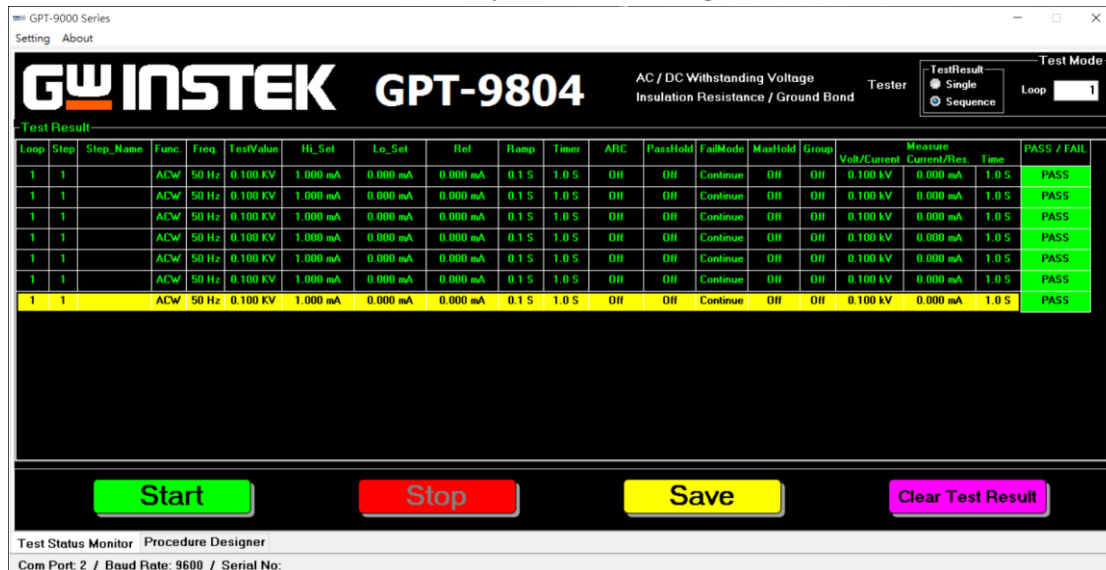 GPT-9000 Series
Setting About
GW INSTEK GPT-9804
AC / DC Withstanding Voltage
Insulation Resistance / Ground Bond
Tester
TestResult
Single
Sequence
Test Mode
Loop 1
Test Result
Loop Step Step_Name Func. Freq. TestValue Hi_Set Lo_Set Ref Ramp Timer ARC PassHold FailMode MaxHold Group Measure PASS / FAIL
Volt/Current Current/Res. Time
1 1 ACW 50 Hz 0.100 KV 1.000 mA 0.000 mA 0.000 mA 0.1 S 1.0 S Off Off Continue Off Off 0.100 kV 0.000 mA 1.0 S PASS
1 1 ACW 50 Hz 0.100 KV 1.000 mA 0.000 mA 0.000 mA 0.1 S 1.0 S Off Off Continue Off Off 0.100 kV 0.000 mA 1.0 S PASS
1 1 ACW 50 Hz 0.100 KV 1.000 mA 0.000 mA 0.000 mA 0.1 S 1.0 S Off Off Continue Off Off 0.100 kV 0.000 mA 1.0 S PASS
1 1 ACW 50 Hz 0.100 KV 1.000 mA 0.000 mA 0.000 mA 0.1 S 1.0 S Off Off Continue Off Off 0.100 kV 0.000 mA 1.0 S PASS
1 1 ACW 50 Hz 0.100 KV 1.000 mA 0.000 mA 0.000 mA 0.1 S 1.0 S Off Off Continue Off Off 0.100 kV 0.000 mA 1.0 S PASS
1 1 ACW 50 Hz 0.100 KV 1.000 mA 0.000 mA 0.000 mA 0.1 S 1.0 S Off Off Continue Off Off 0.100 kV 0.000 mA 1.0 S PASS
1 1 ACW 50 Hz 0.100 KV 1.000 mA 0.000 mA 0.000 mA 0.1 S 1.0 S Off Off Continue Off Off 0.100 kV 0.000 mA 1.0 S PASS
Start Stop Save Clear Test Result
Test Status Monitor Procedure Designer
Com Port: 2 / Baud Rate: 9600 / Serial No: